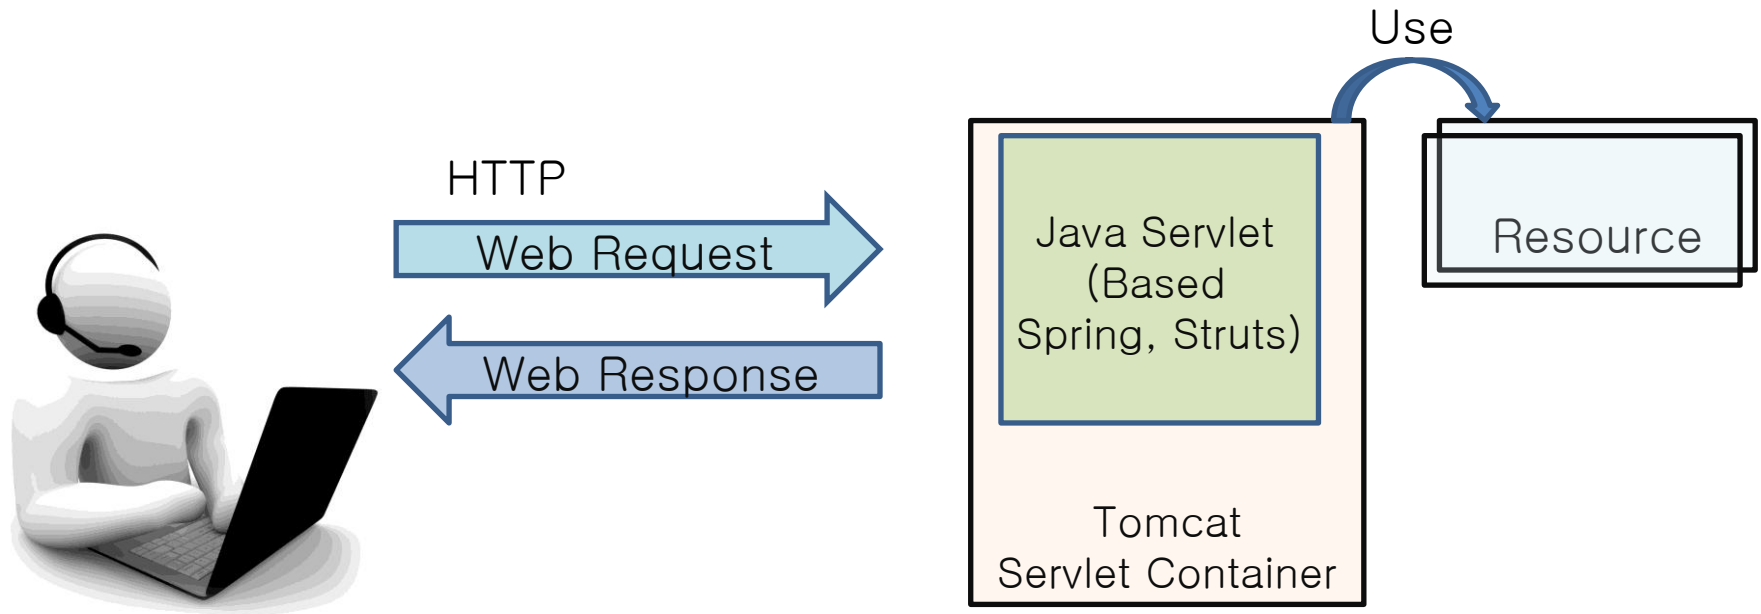 Use
HTTP
Web Request
Web Response
Java Servlet
(Based
Spring, Struts)
Tomcat
Servlet Container
Resource